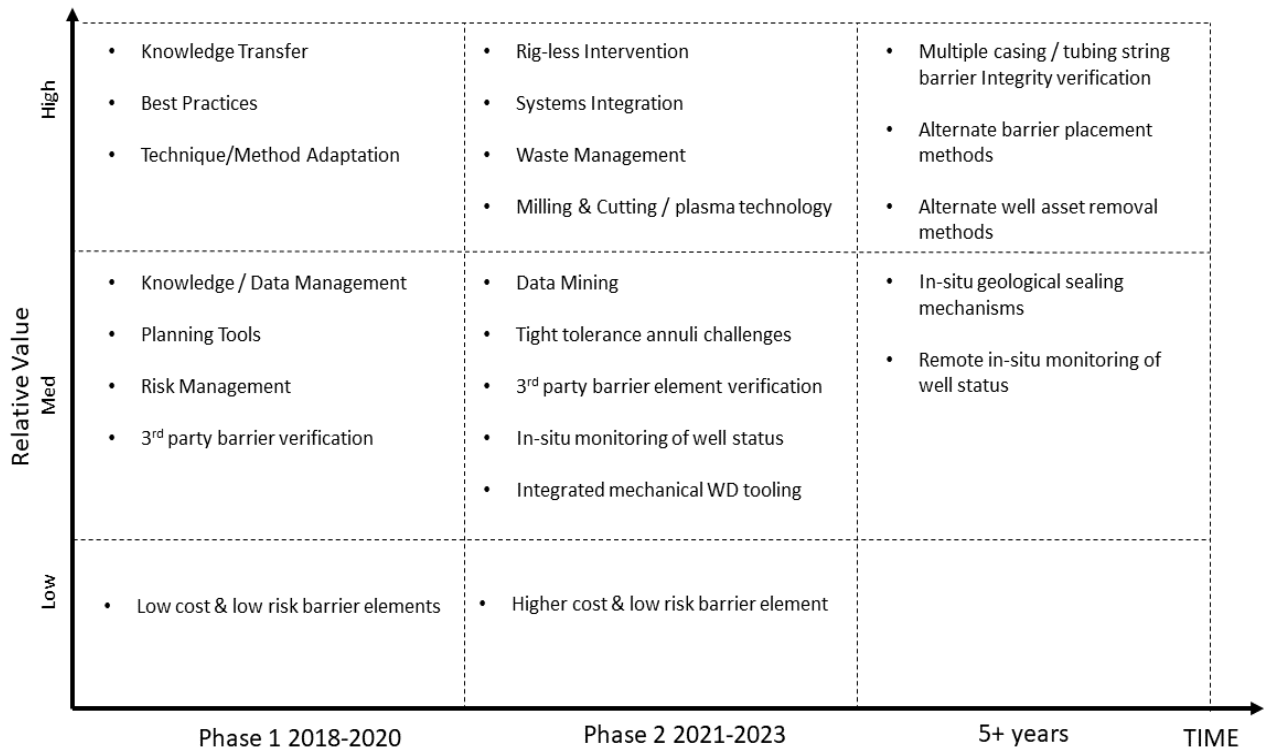 High
• Knowledge Transfer
• Best Practices
• Technique/Method Adaptation
• Rig-less Intervention
• Systems Integration
• Waste Management
• Milling & Cutting / plasma technology
• Multiple casing / tubing string
barrier Integrity verification
• Alternate barrier placement
methods
• Alternate well asset removal
methods
Relative Value
Med
• Knowledge / Data Management
• Planning Tools
• Risk Management
• 3rd party barrier verification
• Data Mining
• Tight tolerance annuli challenges
• 3rd party barrier element verification
• In-situ monitoring of well status
• Integrated mechanical WD tooling
• In-situ geological sealing
mechanisms
• Remote in-situ monitoring of
well status
Low
• Low cost & low risk barrier elements
• Higher cost & low risk barrier element
Phase 1 2018-2020
Phase 2 2021-2023
5+ years
TIME